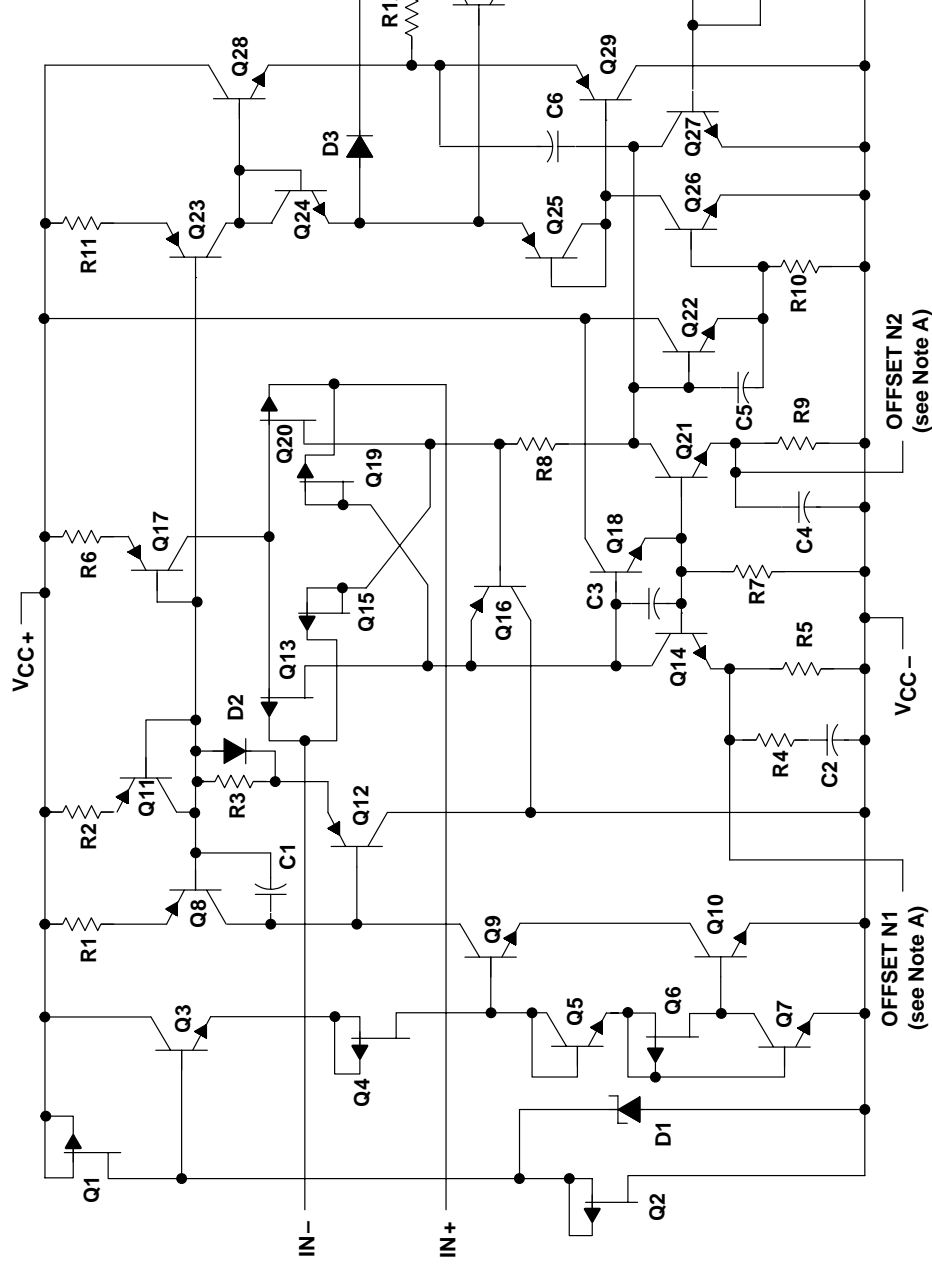 VCC+
R1
R2
R6
R11
Q1
Q3
Q8
Q11
D2
R3
C1
Q12
Q17
Q23
Q28
Q24
D3
Q4
Q9
Q13
Q15
Q20
Q19
Q25
C6
Q29
Q5
Q6
Q10
Q7
Q16
C3
Q18
R8
Q14
Q21
R7
C5
Q22
Q26
Q27
D1
Q2
R4
C2
R5
C4
R9
R10
IN−
IN+
OFFSET N1
(see Note A)
VCC−
OFFSET N2
(see Note A)